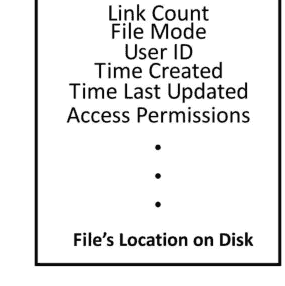 Link Count
File Mode
User ID
Time Created
Time Last Updated
Access Permissions
•
•
•
File's Location on Disk